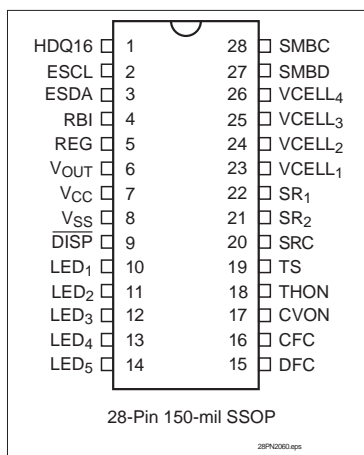 HDQ16 1 28 SMBC
ESCL 2 27 SMBD
ESDA 3 26 VCELL₄
RBI 4 25 VCELL₃
REG 5 24 VCELL₂
V_OUT 6 23 VCELL₁
V_CC 7 22 SR₁
V_SS 8 21 SR₂
DISP 9 20 SRC
LED₁ 10 19 TS
LED₂ 11 18 THON
LED₃ 12 17 CVON
LED₄ 13 16 CFC
LED₅ 14 15 DFC
28-Pin 150-mil SSOP
28PN2060.eps